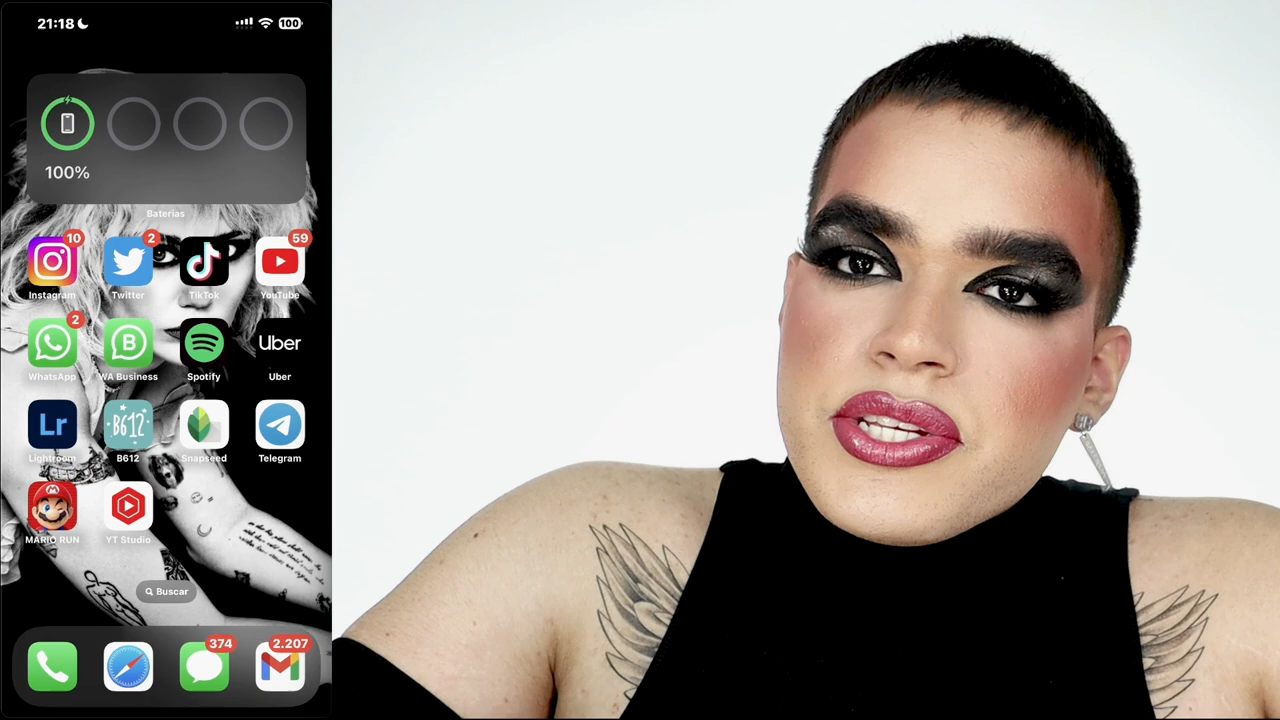 21:18
100
100%
Baterias
10
2
59
Instagram
Twitter
TikTok
YouTube
2
B
Uber
WhatsApp
WA Business
Spotify
Uber
Lr
B612
Lightroom
B612
Snapseed
Telegram
M
MARIO RUN
YT Studio
Buscar
374
2.207